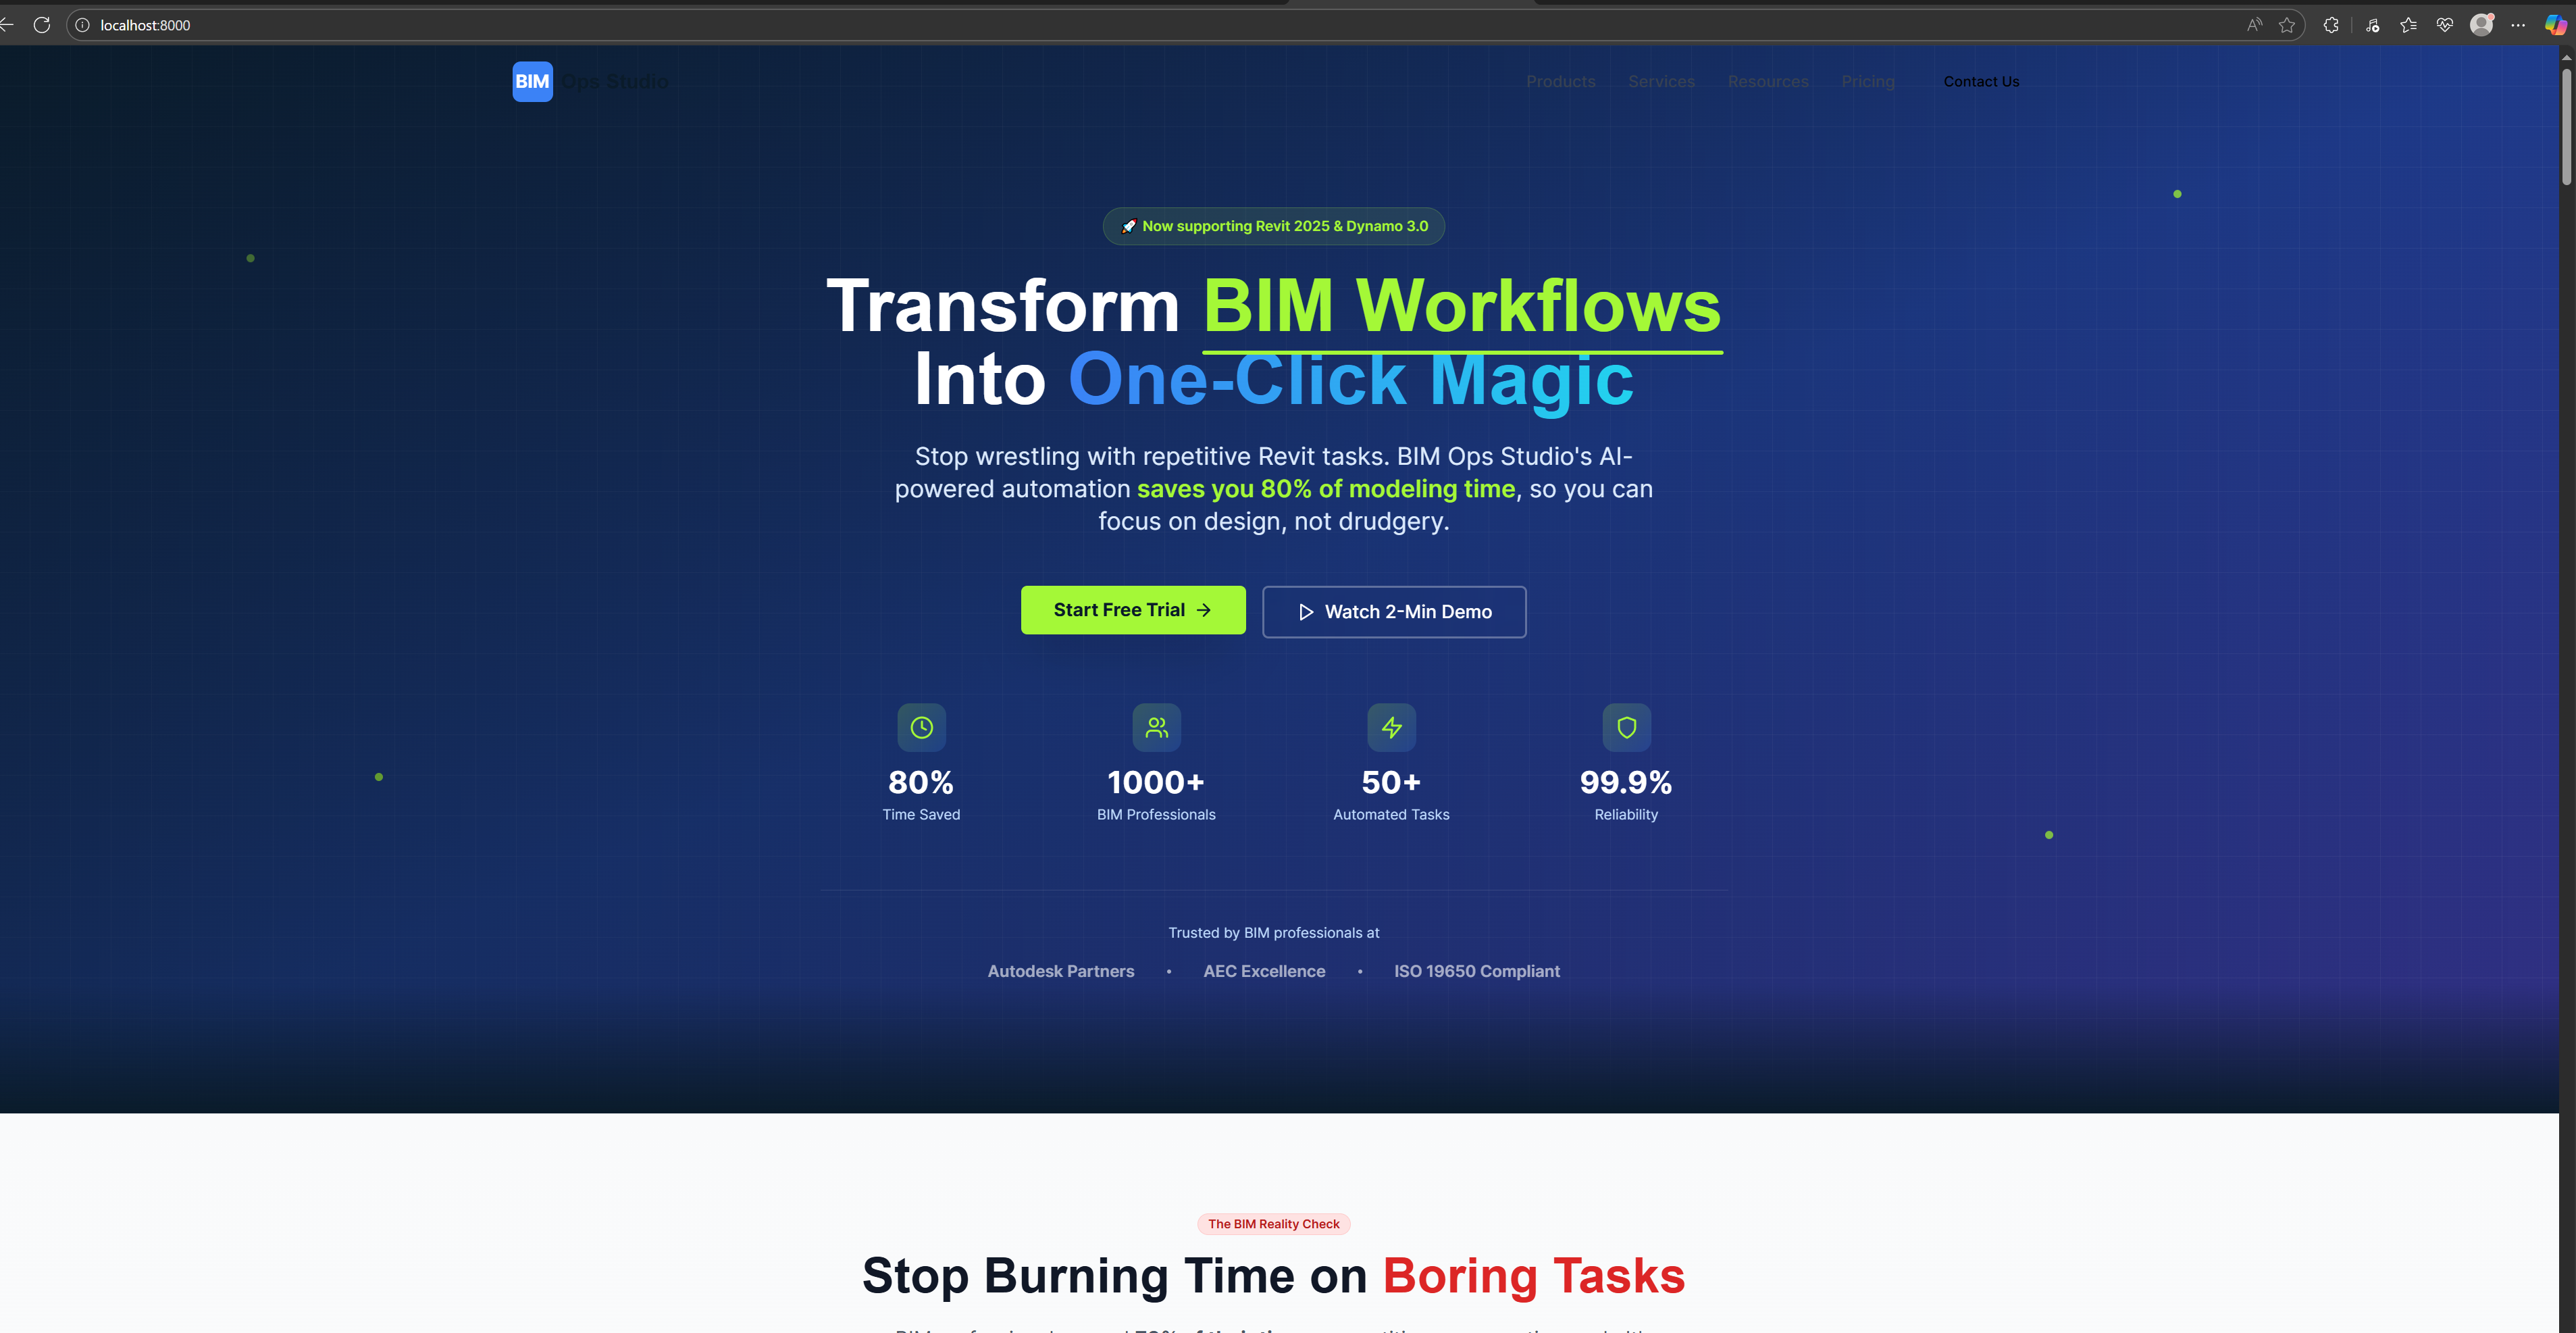 localhost:8000
BIM Ops Studio
Products Services Resources Pricing Contact Us
🚀 Now supporting Revit 2025 & Dynamo 3.0
Transform BIM Workflows
Into One-Click Magic
Stop wrestling with repetitive Revit tasks. BIM Ops Studio's AI-
powered automation saves you 80% of modeling time, so you can
focus on design, not drudgery.
Start Free Trial → Watch 2-Min Demo
80% 1000+ 50+ 99.9%
Time Saved BIM Professionals Automated Tasks Reliability
Trusted by BIM professionals at
Autodesk Partners • AEC Excellence • ISO 19650 Compliant
The BIM Reality Check
Stop Burning Time on Boring Tasks